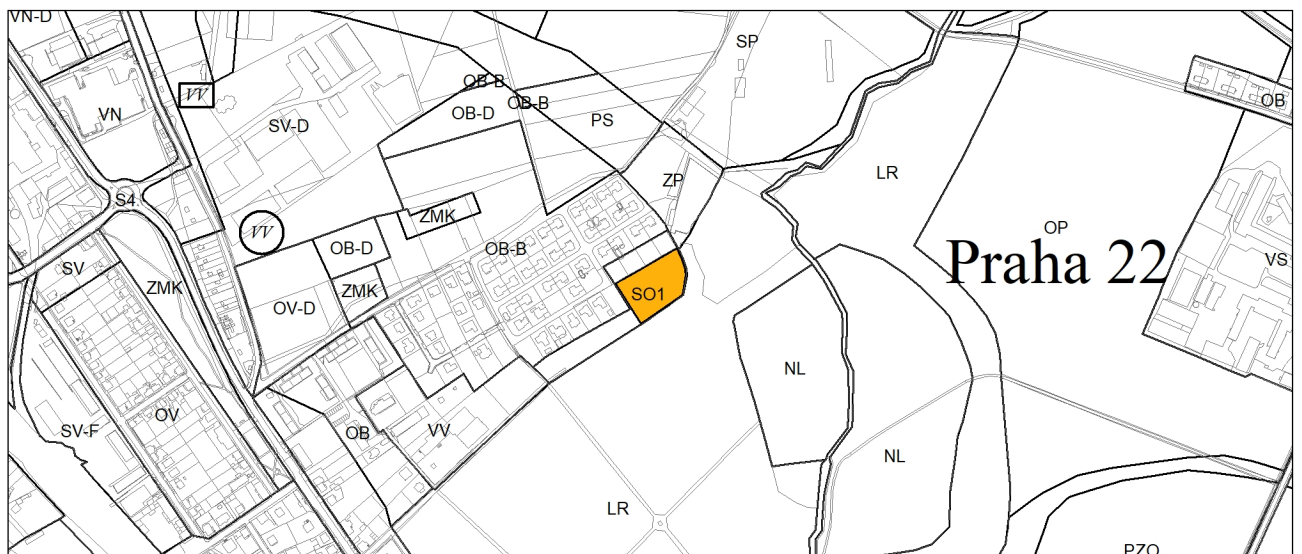 VN-D
SP
OB-B
OB
VV
OB-B
VN
OB-D
PS
SV-D
LR
ZP
S4
ZMK
OP
VV
OB-D
OB-B
Praha 22
VS
SV
ZMK
ZMK
SO1
OV-D
NL
OV
SV-F
OB
VV
NL
LR
PZO